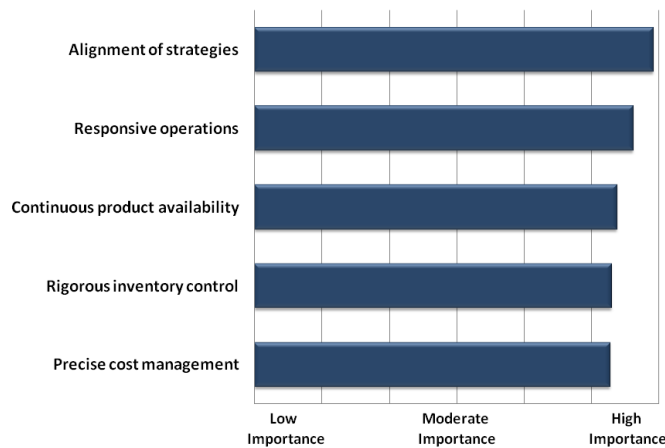 Alignment of strategies
Responsive operations
Continuous product availability
Rigorous inventory control
Precise cost management
Low
Importance
Moderate
Importance
High
Importance